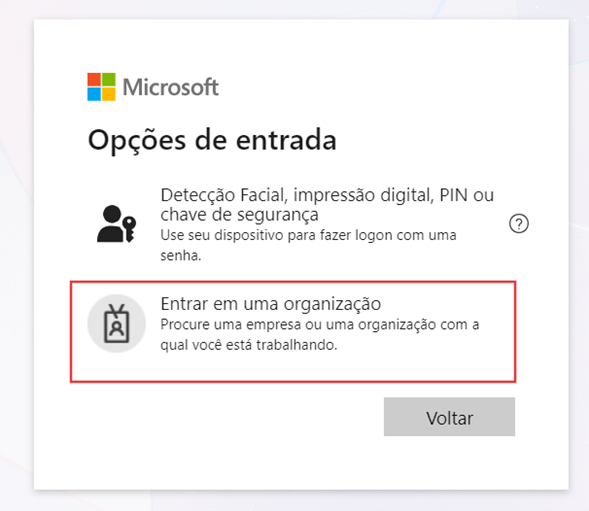 Microsoft
Opções de entrada
Detecção Facial, impressão digital, PIN ou
chave de segurança
Use seu dispositivo para fazer logon com uma
senha.
?
Entrar em uma organização
Procure uma empresa ou uma organização com a
qual você está trabalhando.
Voltar